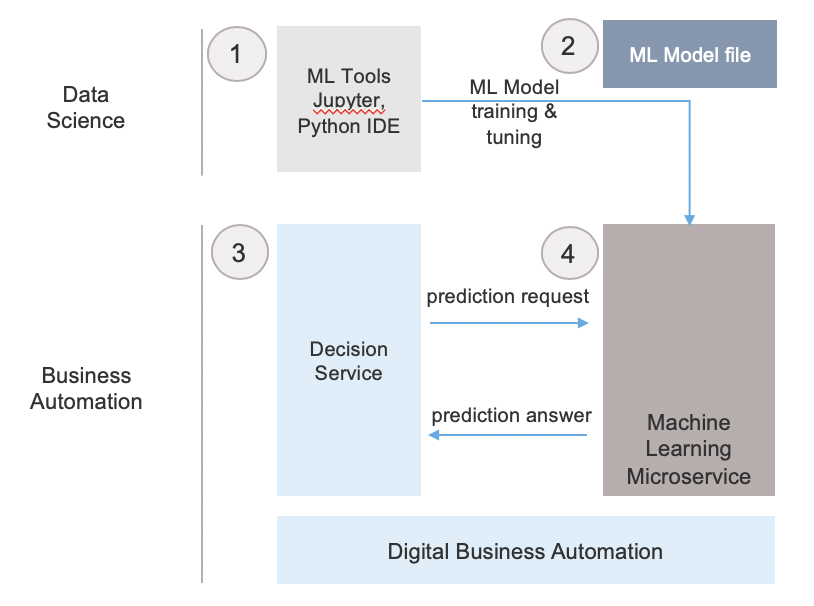 Data
Science
1
ML Tools
Jupyter,
Python IDE
ML Model
training &
tuning
2
ML Model file
Business
Automation
3
Decision
Service
prediction request
prediction answer
4
Machine
Learning
Microservice
Digital Business Automation